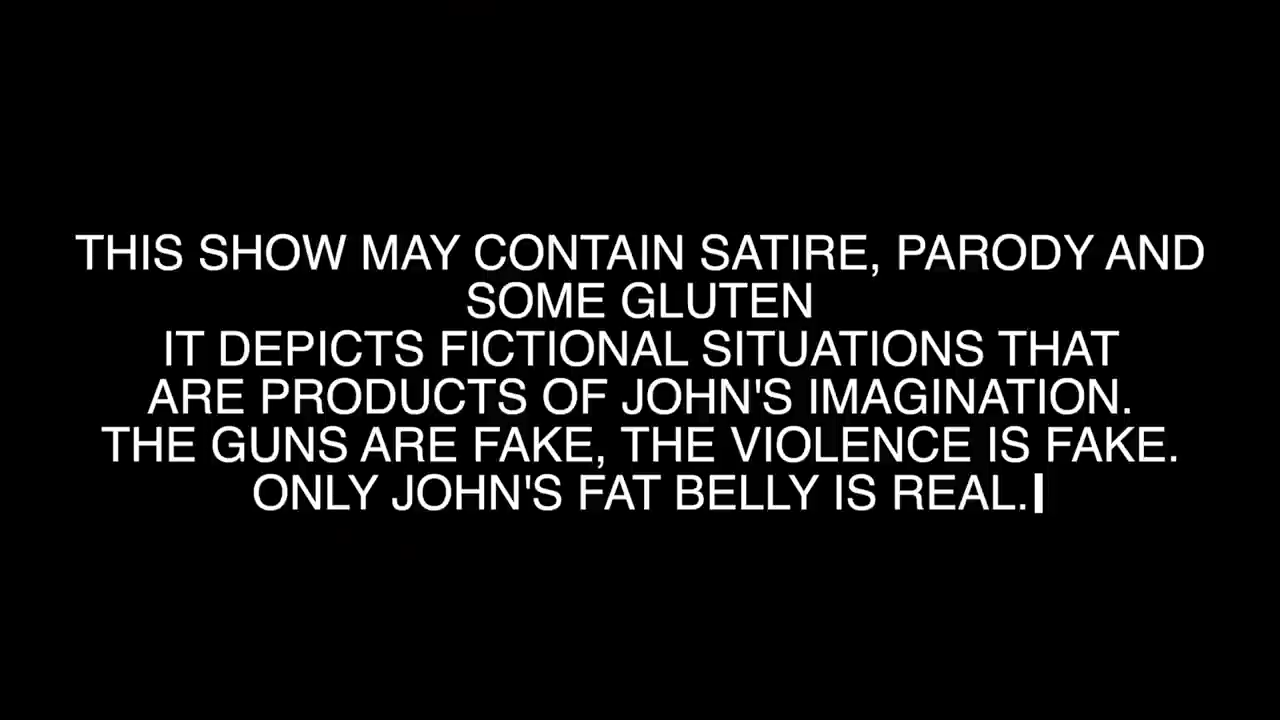 THIS SHOW MAY CONTAIN SATIRE, PARODY AND
SOME GLUTEN
IT DEPICTS FICTIONAL SITUATIONS THAT
ARE PRODUCTS OF JOHN'S IMAGINATION.
THE GUNS ARE FAKE, THE VIOLENCE IS FAKE.
ONLY JOHN'S FAT BELLY IS REAL.